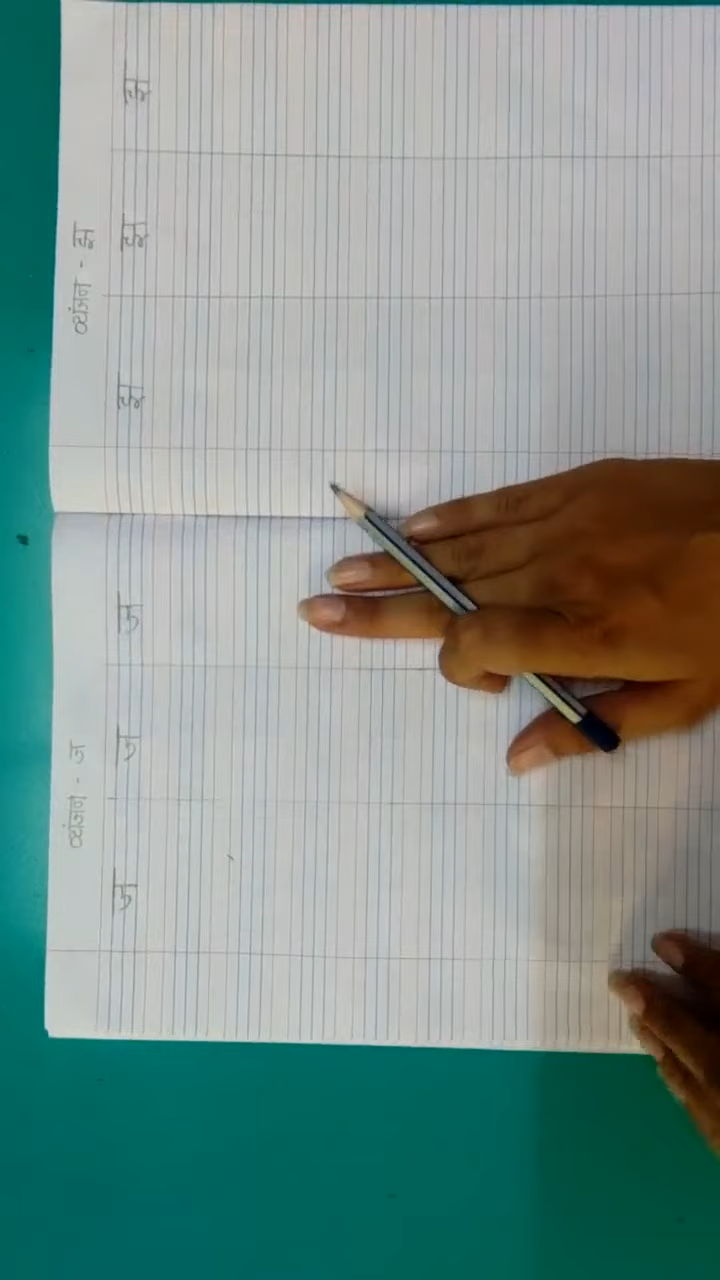 व्यंजन - ज
ज ज ज
व्यंजन - झ
झ झ झ